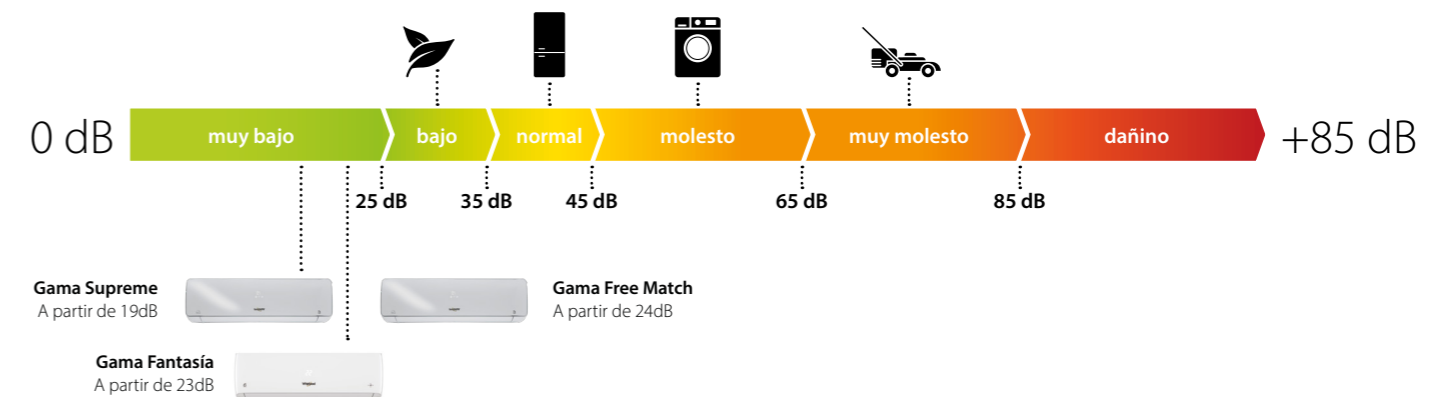 0 dB
muy bajo
bajo
normal
molesto
muy molesto
dañino
+85 dB
25 dB
35 dB
45 dB
65 dB
85 dB
Gama Supreme
A partir de 19dB
Gama Free Match
A partir de 24dB
Gama Fantasía
A partir de 23dB